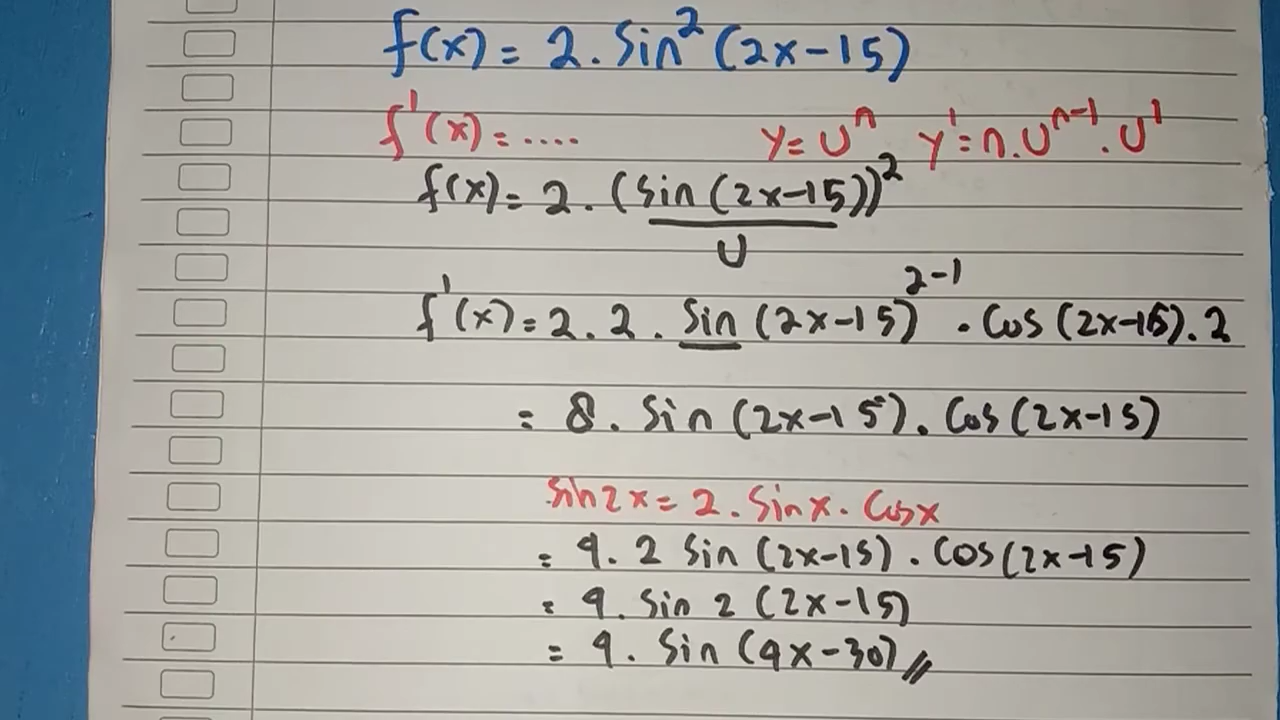 f(x) = 2. sin² (2x-15)
f'(x) = .... y = uⁿ y' = n.uⁿ⁻¹. u'
f(x) = 2. (sin (2x-15))²
u
f'(x) = 2. 2. sin (2x-15)²⁻¹ . cos (2x-15). 2
= 8. sin (2x-15). cos (2x-15)
sin 2x = 2. sin x. cos x
= 4. 2 sin (2x-15) . cos (2x-15)
= 4. sin 2 (2x-15)
= 4. sin (4x-30) //